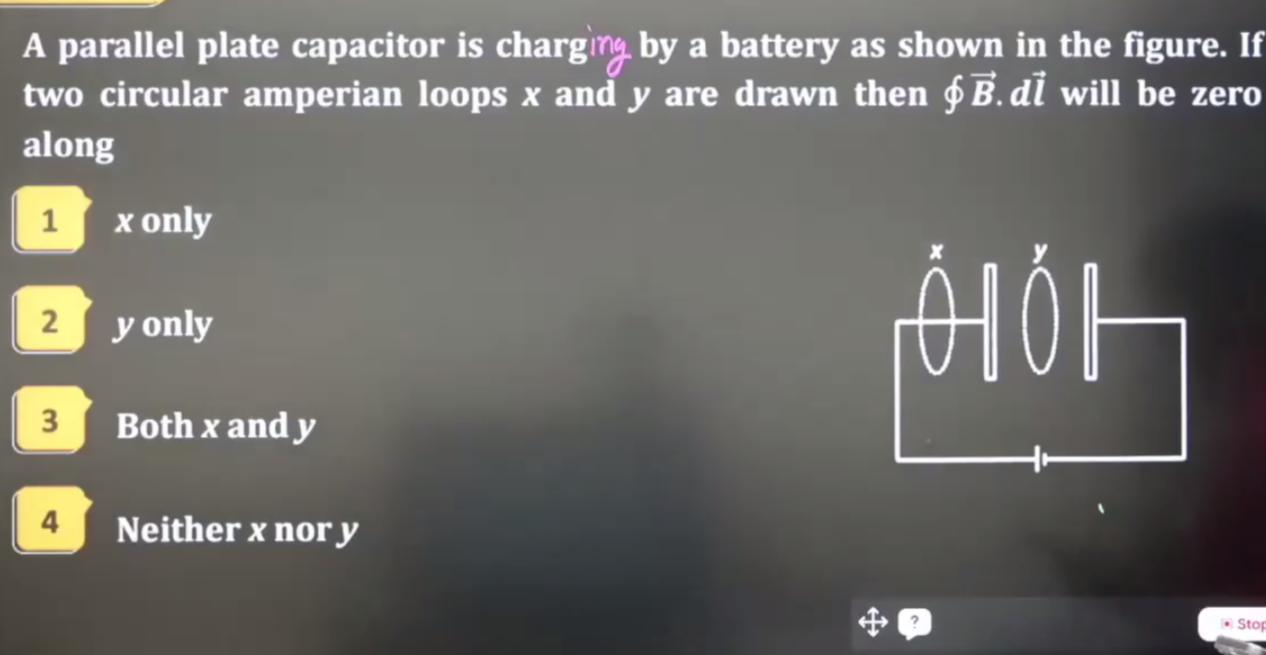 A parallel plate capacitor is charging by a battery as shown in the figure. If
two circular amperian loops x and y are drawn then ∮B⃗.dl⃗ will be zero
along
1 x only
2 y only
3 Both x and y
4 Neither x nor y
x y
?
Stop